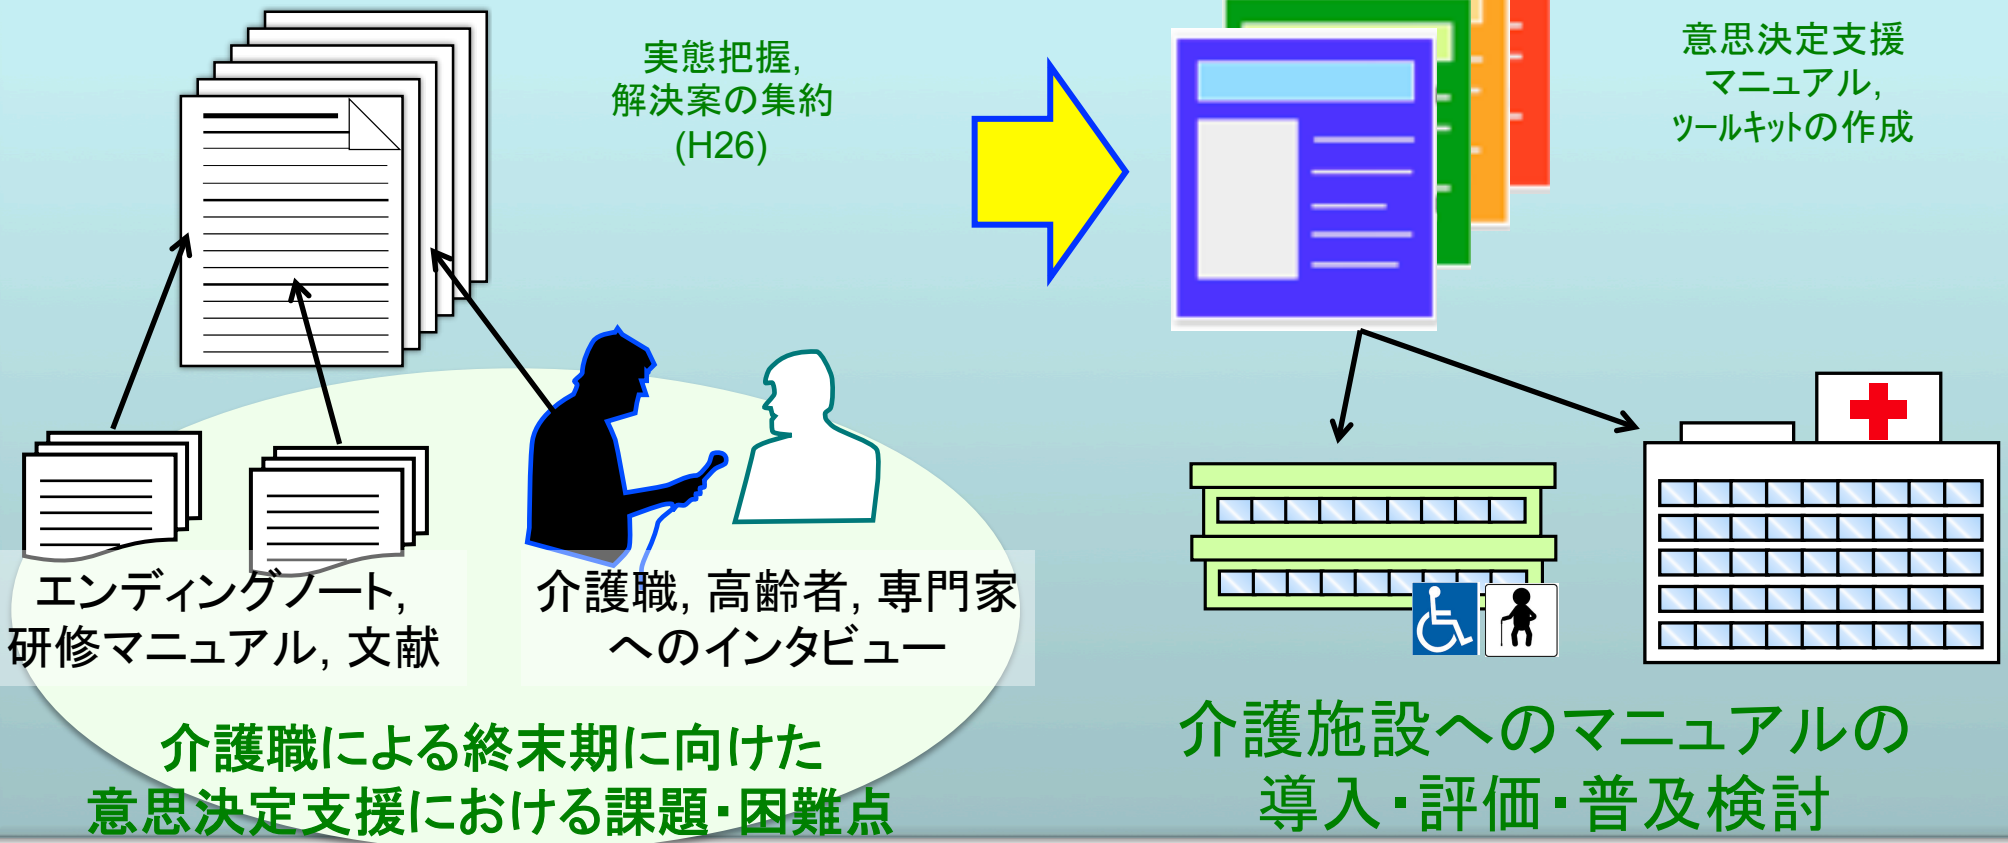 実態把握,
解決案の集約
(H26)
意思決定支援
マニュアル,
ツールキットの作成
エンディングノート,
研修マニュアル, 文献
介護職, 高齢者, 専門家
へのインタビュー
介護職による終末期に向けた
意思決定支援における課題・困難点
介護施設へのマニュアルの
導入・評価・普及検討